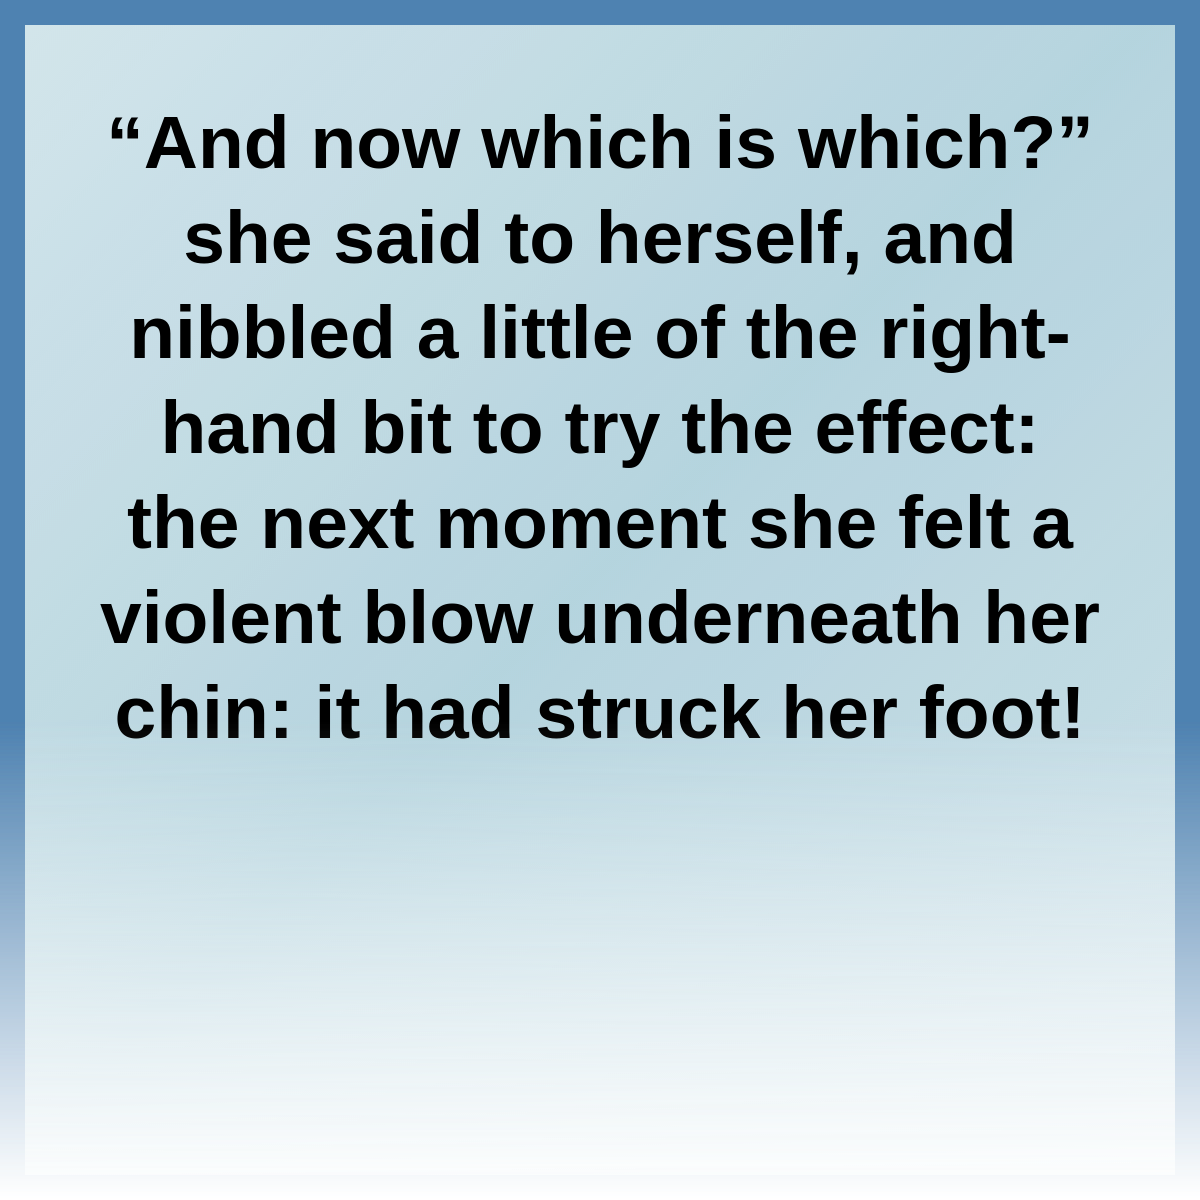 “And now which is which?”
she said to herself, and
nibbled a little of the right-
hand bit to try the effect:
the next moment she felt a
violent blow underneath her
chin: it had struck her foot!